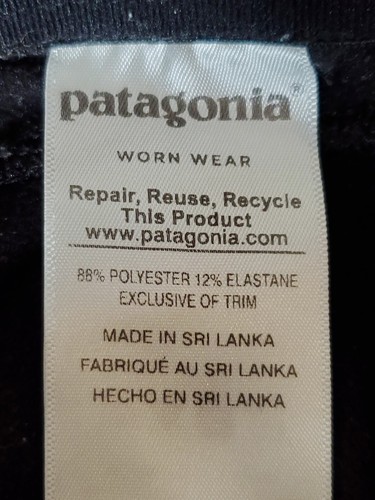 patagonia®
WORN WEAR
Repair, Reuse, Recycle
This Product
www.patagonia.com
88% POLYESTER 12% ELASTANE
EXCLUSIVE OF TRIM
MADE IN SRI LANKA
FABRIQUÉ AU SRI LANKA
HECHO EN SRI LANKA